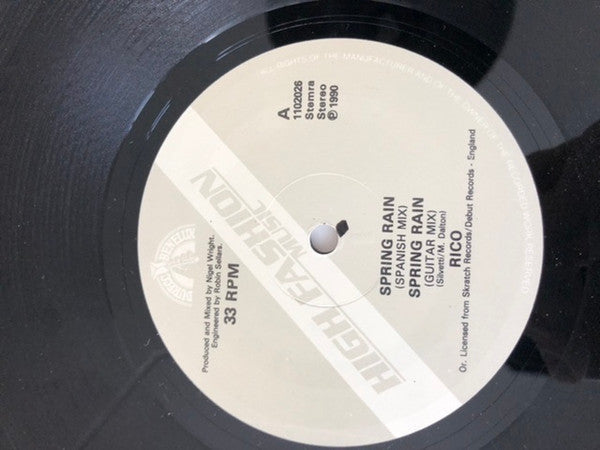 ALL RIGHTS OF THE MANUFACTURER AND OF THE OWNER OF THE RECORDED WORK RESERVED
HIGH FASHION
MUSIC
A
1102026
Stemra
Stereo
℗ 1990
BENELUX
33 RPM
Produced and Mixed by Nigel Wright.
Engineered by Robin Sellars.
SPRING RAIN
(SPANISH MIX)
SPRING RAIN
(GUITAR MIX)
(Silvetti/M. Dalton)
RICO
Or. Licensed from Skratch Records/Debut Records - England